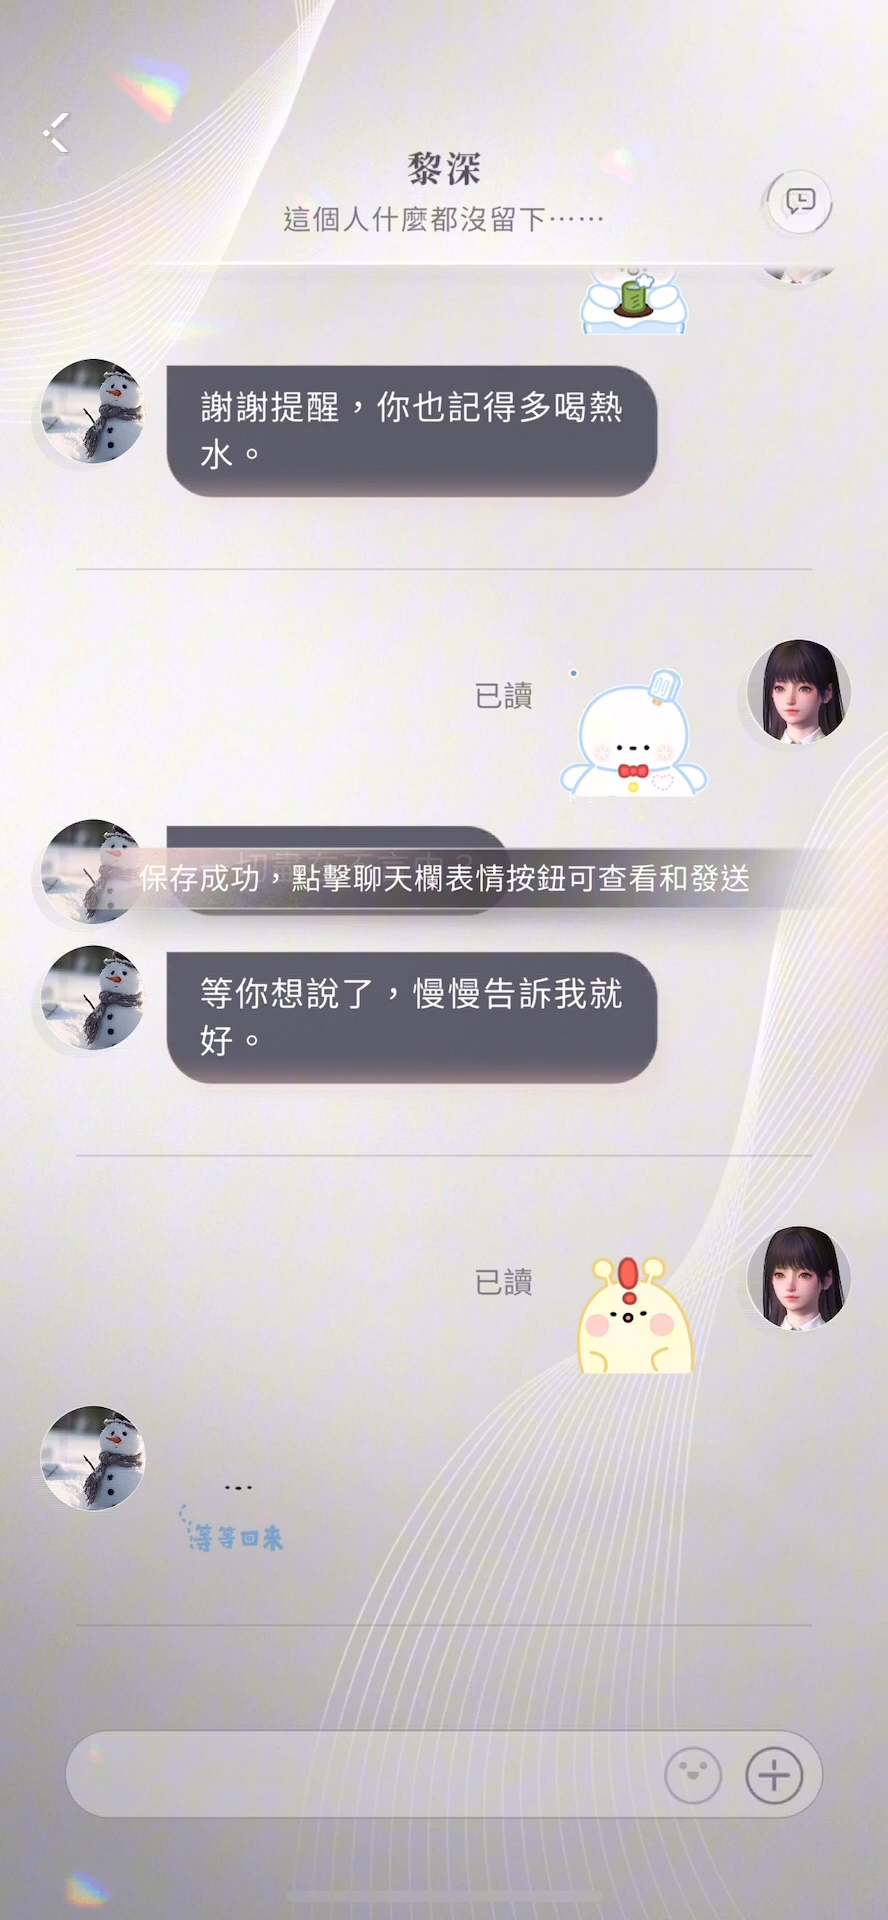 黎深
這個人什麼都沒留下……
謝謝提醒，你也記得多喝熱
水。
已讀
保存成功，點擊聊天欄表情按鈕可查看和發送
等你想說了，慢慢告訴我就
好。
已讀
...
等等回來